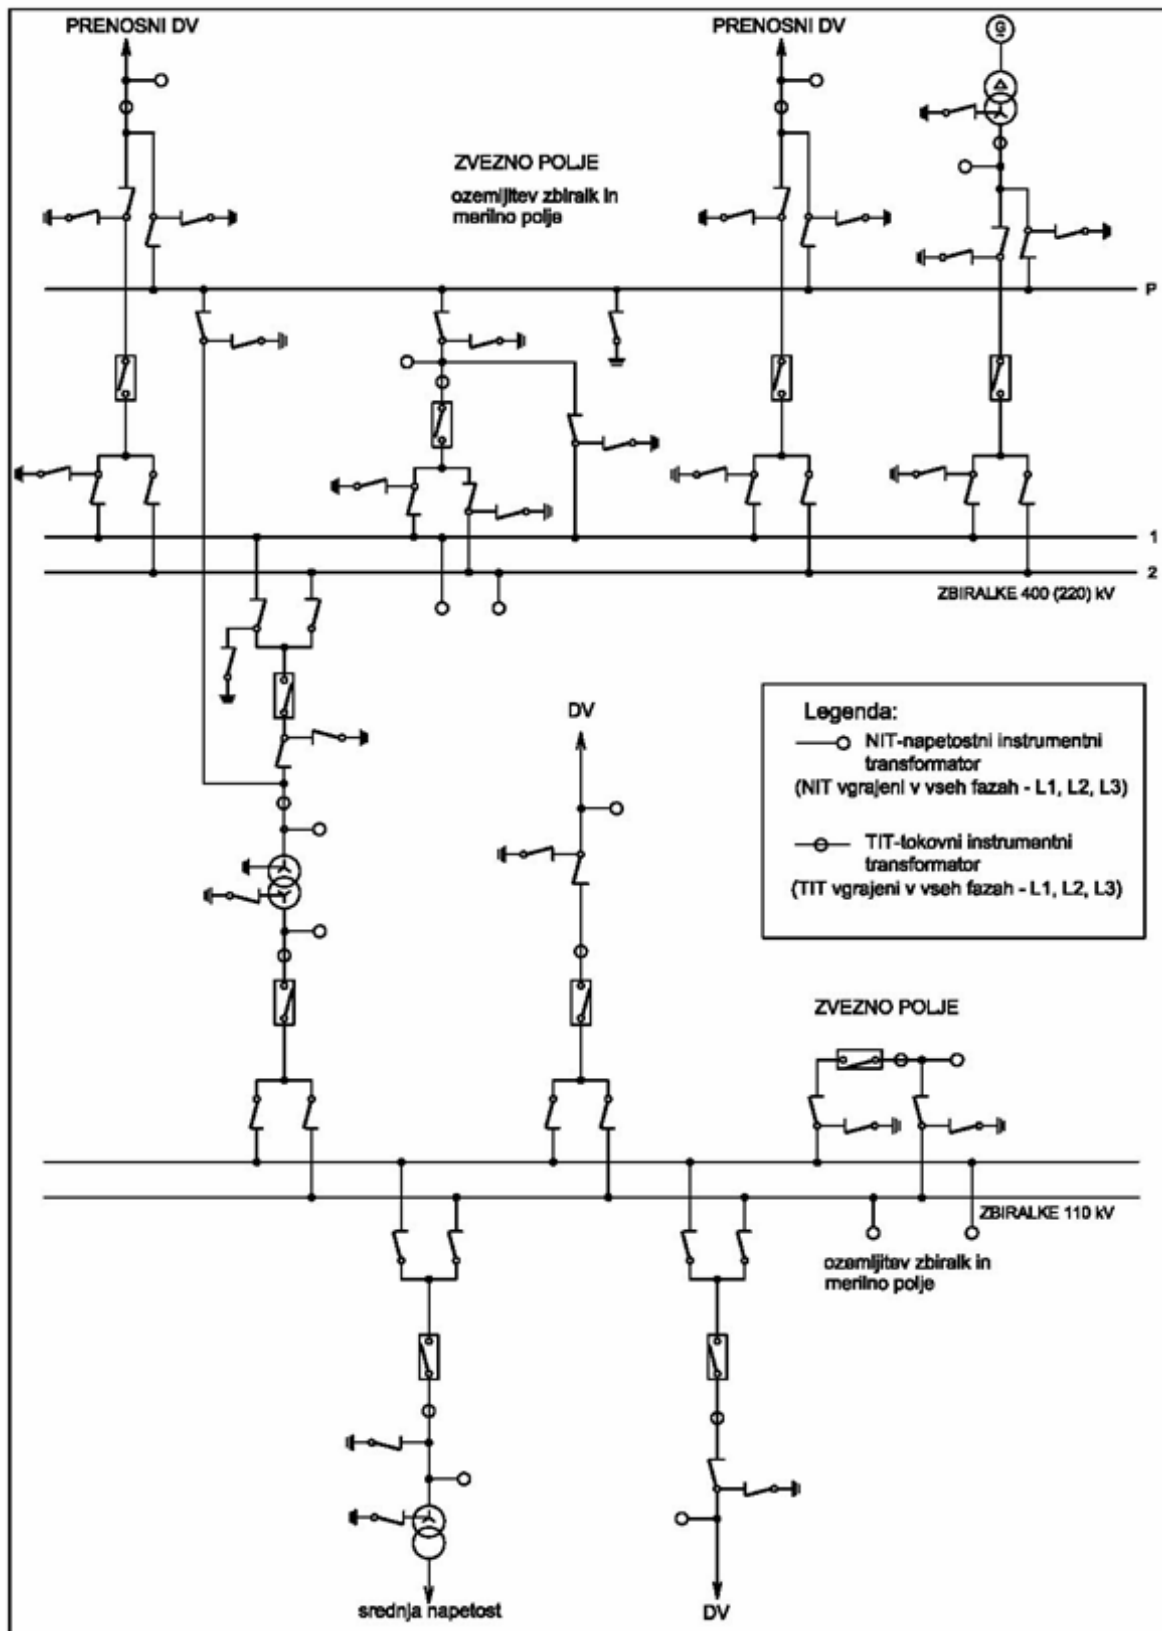 PRENOSNI DV
PRENOSNI DV
G
ZVEZNO POLJE
ozemljitev zbiralk in
merilno polje
P
1
2
ZBIRALKE 400 (220) kV
DV
Legenda:
NIT-napetostni instrumentni
transformator
(NIT vgrajeni v vseh fazah - L1, L2, L3)
TIT-tokovni instrumentni
transformator
(TIT vgrajeni v vseh fazah - L1, L2, L3)
ZVEZNO POLJE
ZBIRALKE 110 kV
ozemljitev zbiralk in
merilno polje
srednja napetost
DV